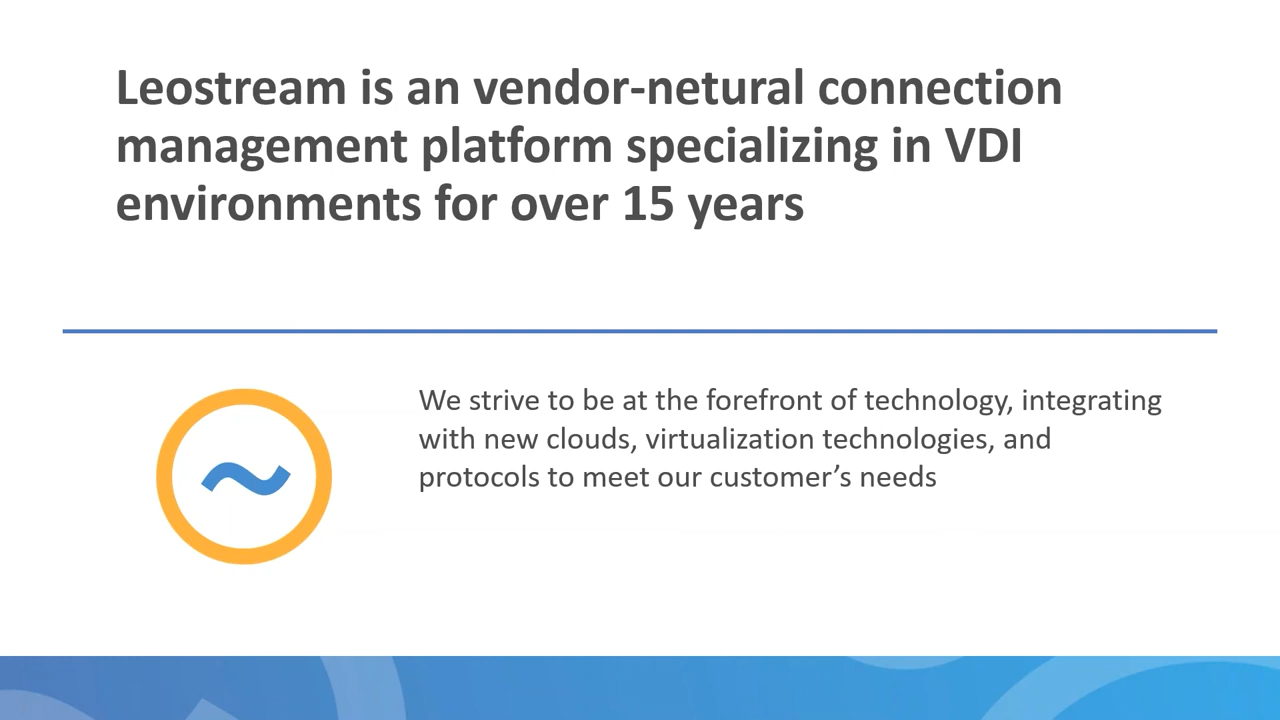 Leostream is an vendor-netural connection
management platform specializing in VDI
environments for over 15 years
We strive to be at the forefront of technology, integrating
with new clouds, virtualization technologies, and
protocols to meet our customer’s needs